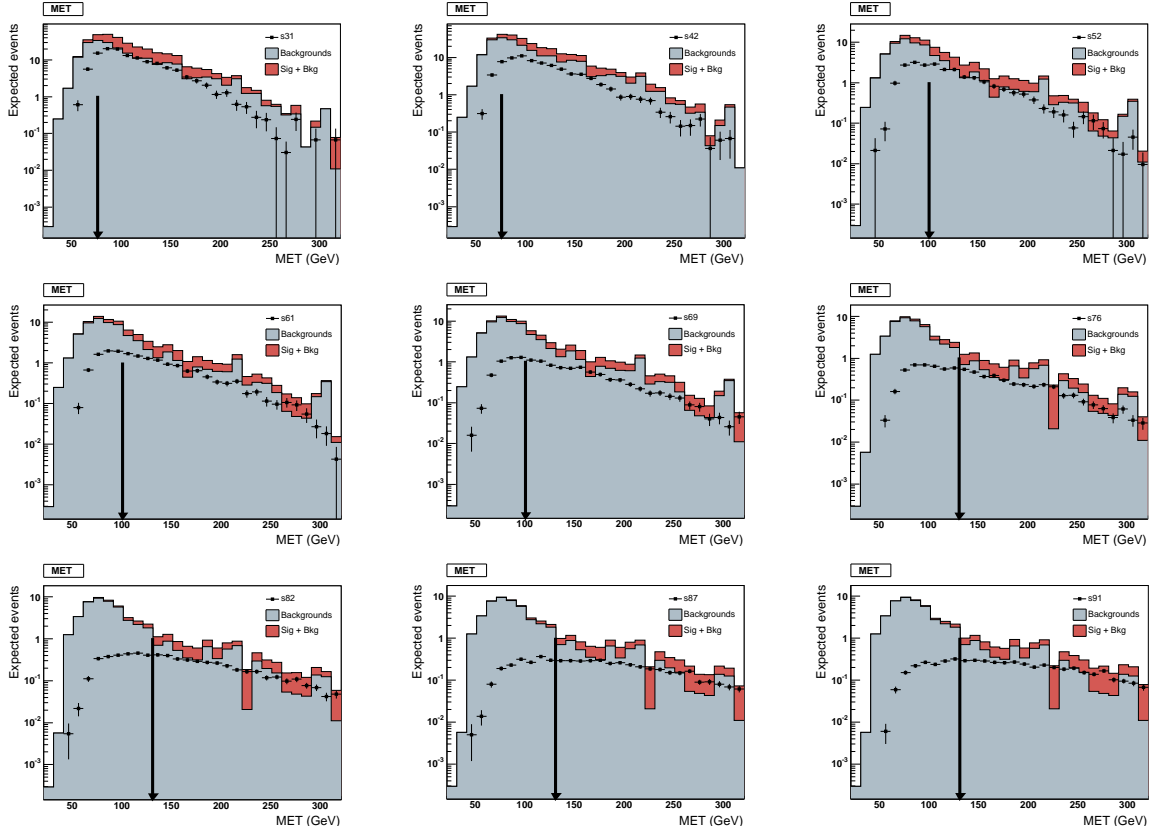 MET
Expected events
10
1
10^-1
10^-2
10^-3
s31
Backgrounds
Sig + Bkg
50 100 150 200 250 300
MET (GeV)
MET
Expected events
10
1
10^-1
10^-2
10^-3
s42
Backgrounds
Sig + Bkg
50 100 150 200 250 300
MET (GeV)
MET
Expected events
10
1
10^-1
10^-2
10^-3
s52
Backgrounds
Sig + Bkg
50 100 150 200 250 300
MET (GeV)
MET
Expected events
10
1
10^-1
10^-2
10^-3
s61
Backgrounds
Sig + Bkg
50 100 150 200 250 300
MET (GeV)
MET
Expected events
10
1
10^-1
10^-2
10^-3
s69
Backgrounds
Sig + Bkg
50 100 150 200 250 300
MET (GeV)
MET
Expected events
10
1
10^-1
10^-2
10^-3
s76
Backgrounds
Sig + Bkg
50 100 150 200 250 300
MET (GeV)
MET
Expected events
10
1
10^-1
10^-2
10^-3
s82
Backgrounds
Sig + Bkg
50 100 150 200 250 300
MET (GeV)
MET
Expected events
10
1
10^-1
10^-2
10^-3
s87
Backgrounds
Sig + Bkg
50 100 150 200 250 300
MET (GeV)
MET
Expected events
10
1
10^-1
10^-2
10^-3
s91
Backgrounds
Sig + Bkg
50 100 150 200 250 300
MET (GeV)